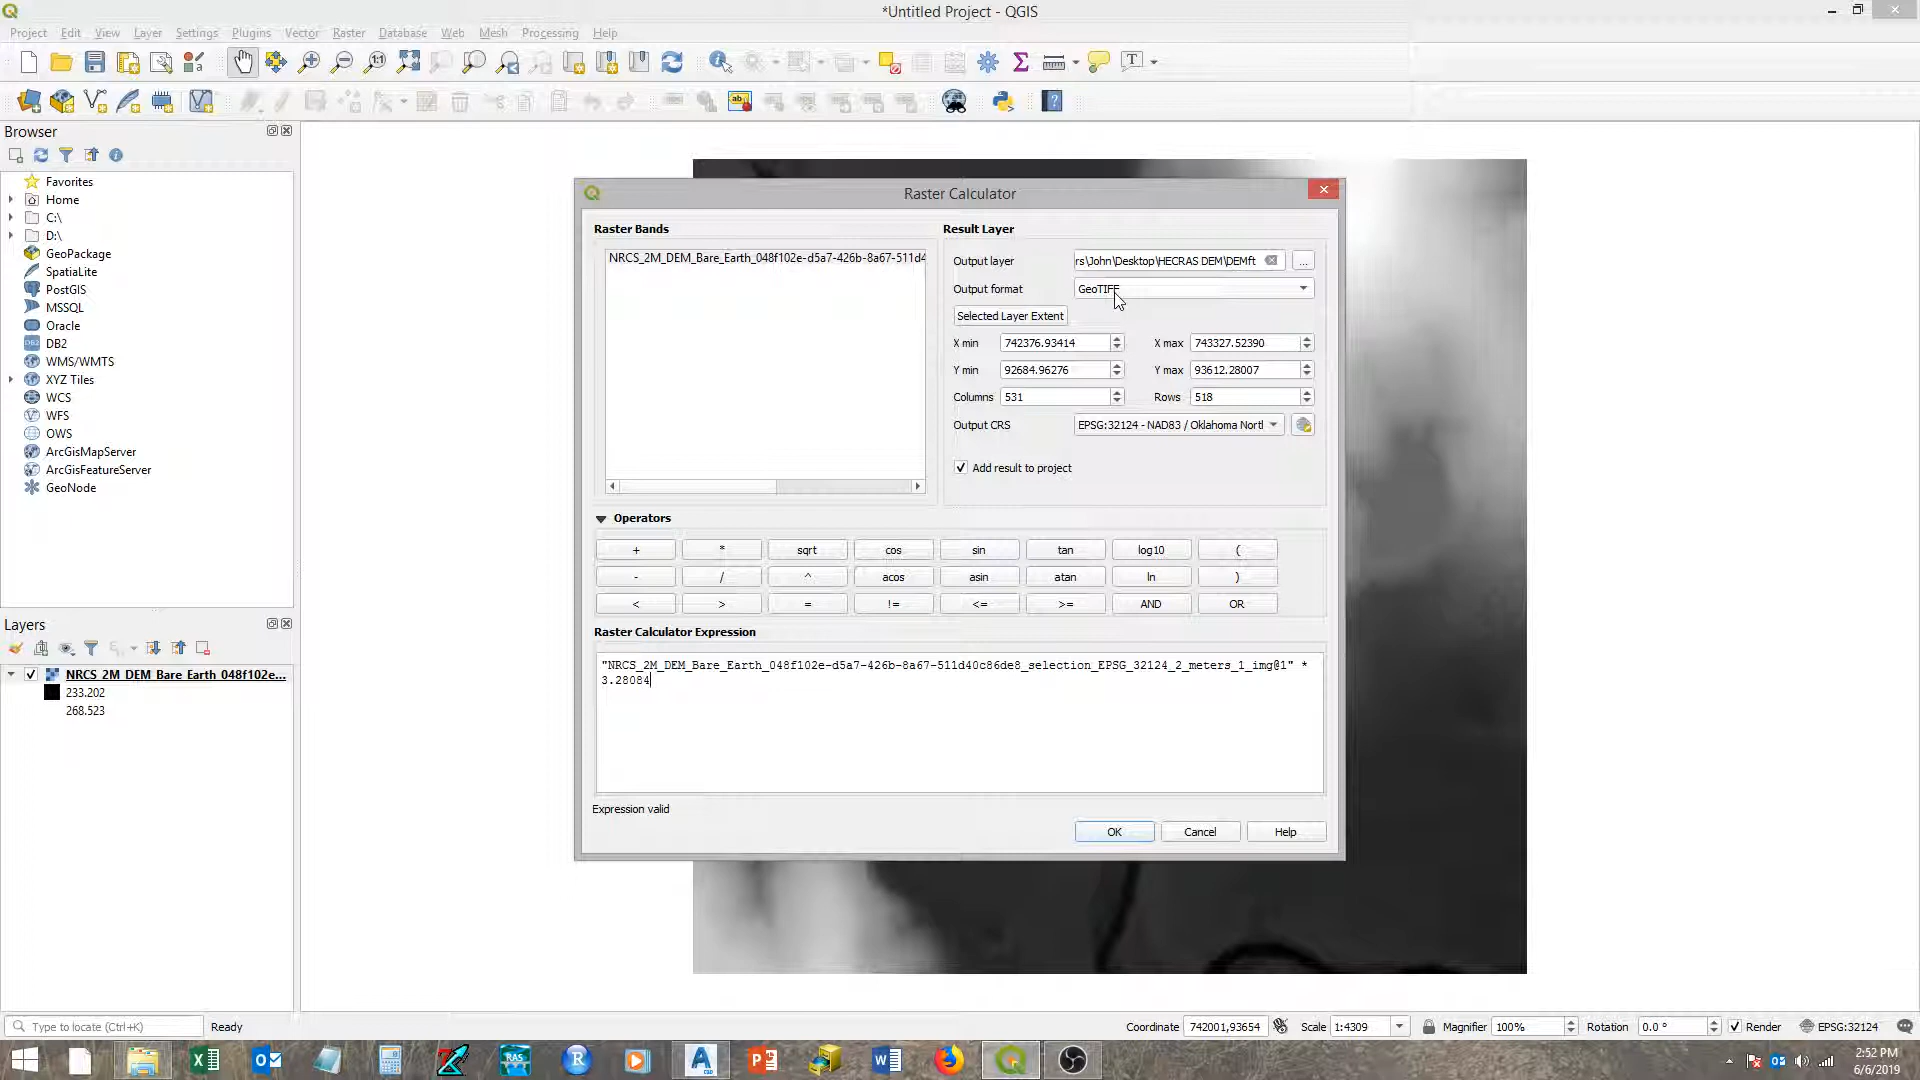 *Untitled Project - QGIS
Project Edit View Layer Settings Plugins Vector Raster Database Web Mesh Processing Help
Browser
Favorites
Home
C:\
D:\
GeoPackage
SpatiaLite
PostGIS
MSSQL
Oracle
DB2
WMS/WMTS
XYZ Tiles
WCS
WFS
OWS
ArcGisMapServer
ArcGisFeatureServer
GeoNode
Layers
NRCS_2M_DEM_Bare_Earth_048f102e...
233.202
268.523
Raster Calculator
Raster Bands
NRCS_2M_DEM_Bare_Earth_048f102e-d5a7-426b-8a67-511d4
Result Layer
Output layer rs\John\Desktop\HECRAS DEM\DEMft ...
Output format GeoTIFF
Selected Layer Extent
X min 742376.93414 X max 743327.52390
Y min 92684.96276 Y max 93612.28007
Columns 531 Rows 518
Output CRS EPSG:32124 - NAD83 / Oklahoma Nort
Add result to project
Operators
+ * sqrt cos sin tan log10 (
- / ^ acos asin atan ln )
< > = != <= >= AND OR
Raster Calculator Expression
"NRCS_2M_DEM_Bare_Earth_048f102e-d5a7-426b-8a67-511d40c86de8_selection_EPSG_32124_2_meters_1_img@1" *
3.28084
Expression valid
OK Cancel Help
Type to locate (Ctrl+K) Ready Coordinate 742001,93654 Scale 1:4309 Magnifier 100% Rotation 0.0 ° Render EPSG:32124
2:52 PM
6/6/2019